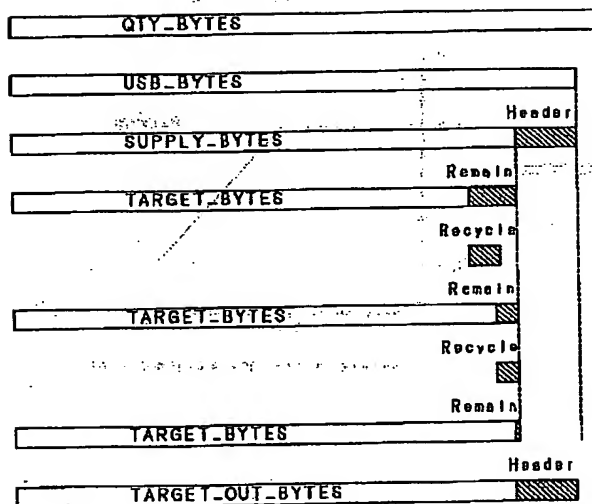 QTY_BYTES
USB_BYTES
Header
SUPPLY_BYTES
Remain
TARGET_BYTES
Recycle
Remain
TARGET_BYTES
Recycle
Remain
TARGET_BYTES
Header
TARGET_OUT_BYTES